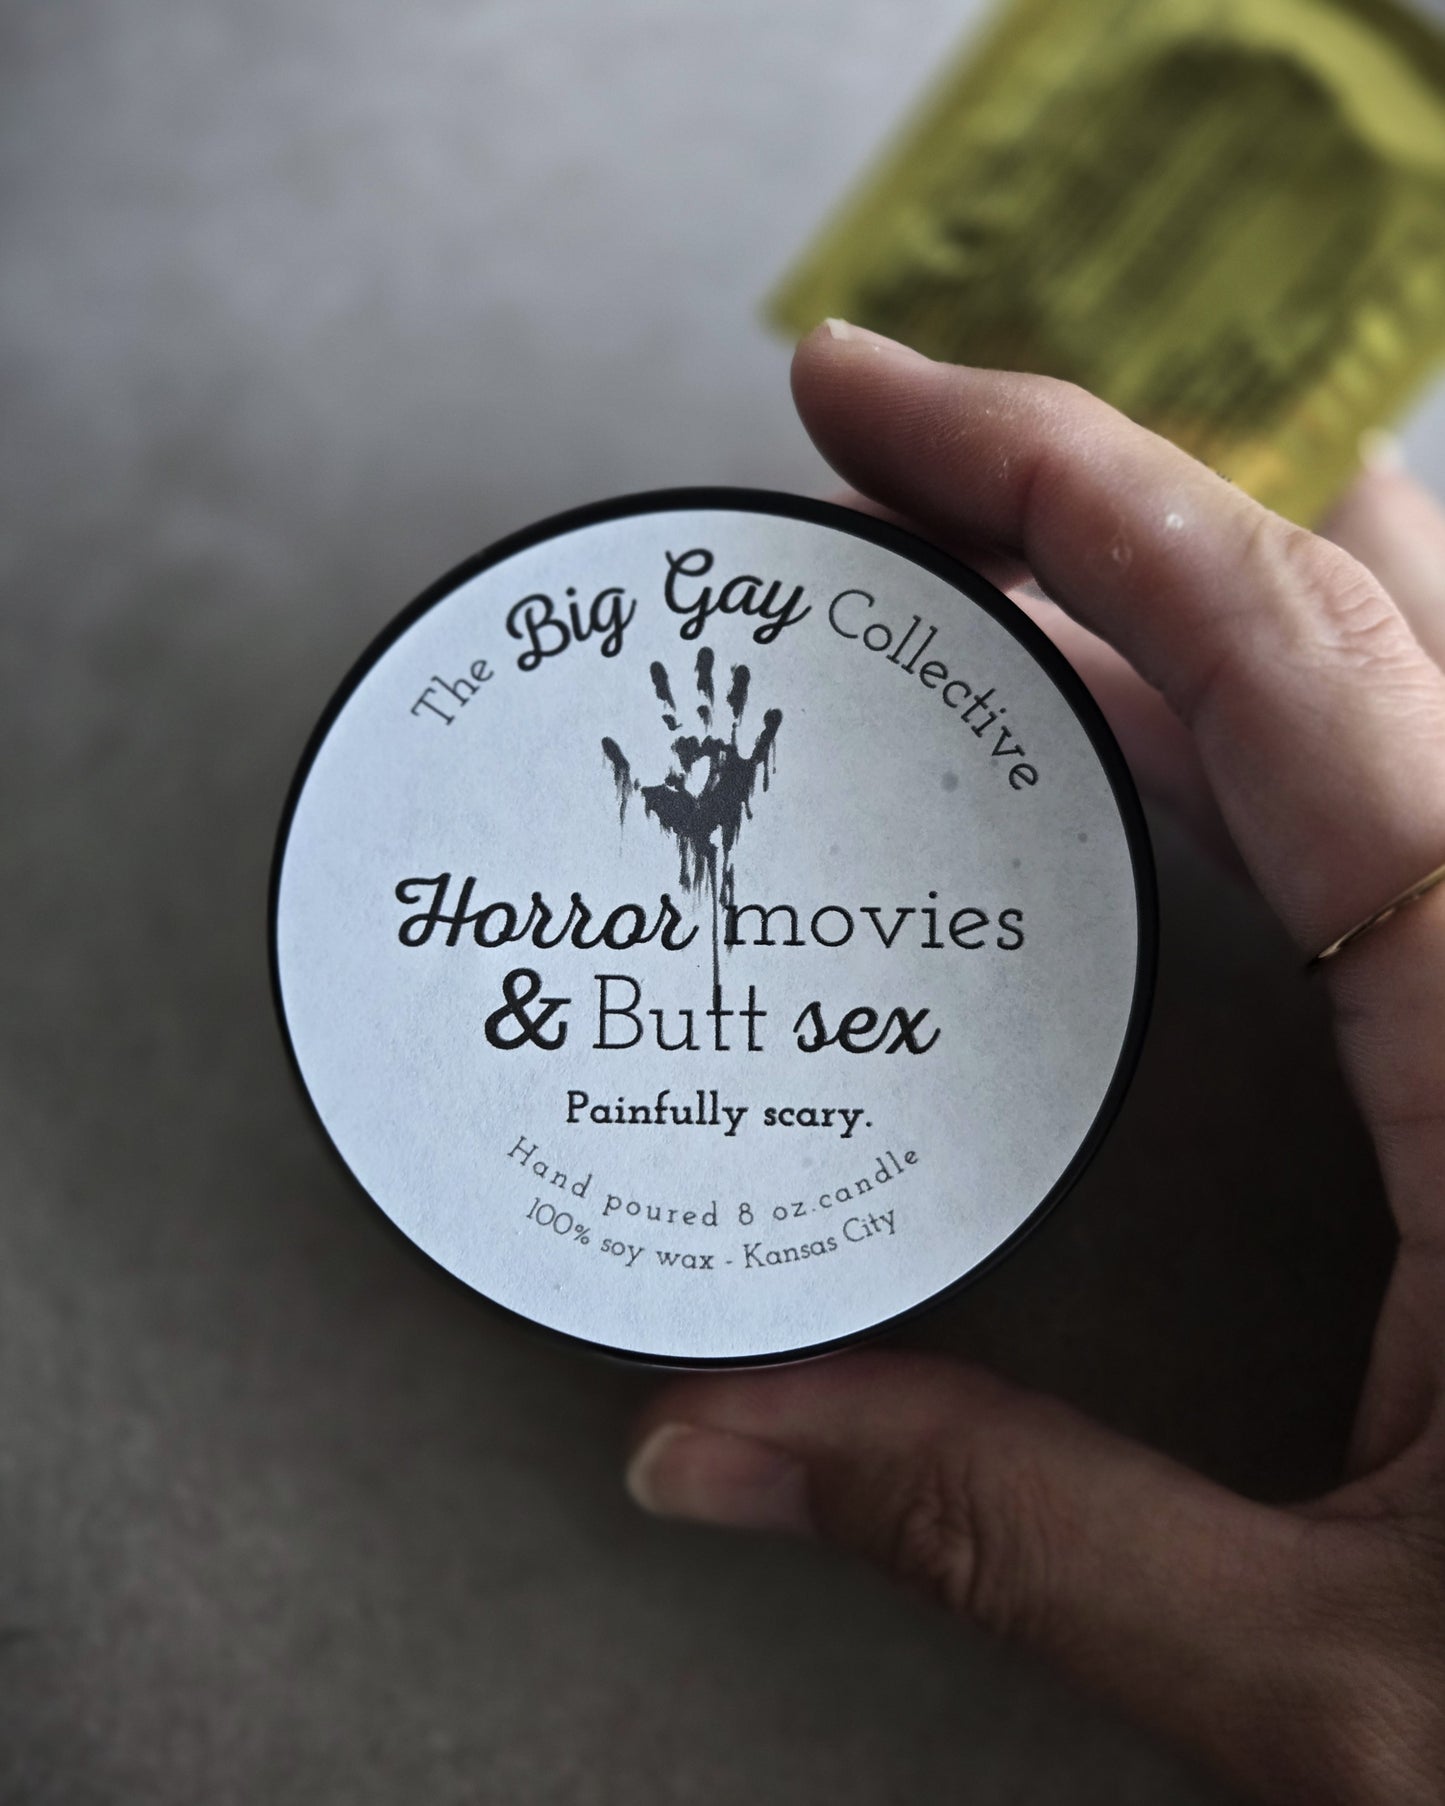 The Big Gay Collective
Horror movies
& Butt sex
Painfully scary.
Hand poured 8 oz. candle
100% soy wax - Kansas City